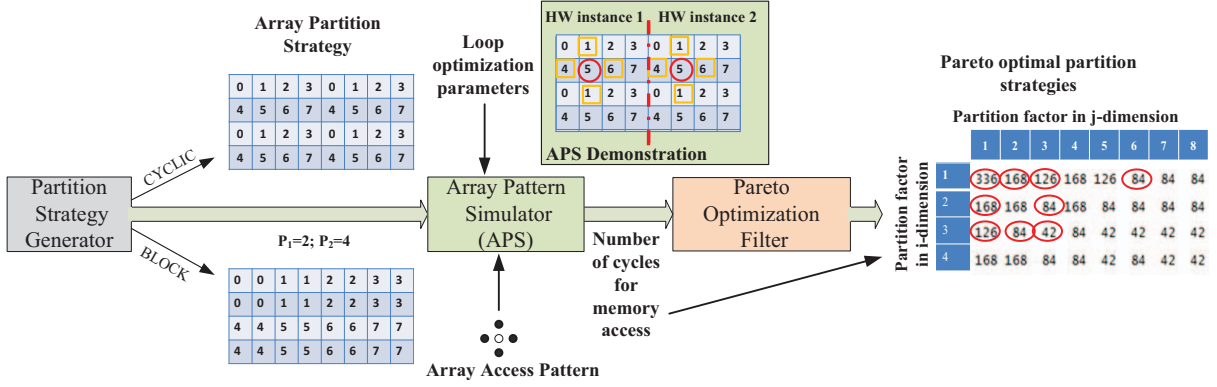 Array Partition
Strategy
0 1 2 3 0 1 2 3
4 5 6 7 4 5 6 7
0 1 2 3 0 1 2 3
4 5 6 7 4 5 6 7
Loop
optimization
parameters
HW instance 1 HW instance 2
0 1 2 3 0 1 2 3
4 5 6 7 4 5 6 7
0 1 2 3 0 1 2 3
4 5 6 7 4 5 6 7
APS Demonstration
Partition
Strategy
Generator
CYCLIC
BLOCK
P₁=2; P₂=4
0 0 1 1 2 2 3 3
0 0 1 1 2 2 3 3
4 4 5 5 6 6 7 7
4 4 5 5 6 6 7 7
Array Pattern
Simulator
(APS)
Array Access Pattern
Number
of cycles
for
memory
access
Pareto
Optimization
Filter
Pareto optimal partition
strategies
Partition factor in j-dimension
Partition factor
in i-dimension
1 2 3 4 5 6 7 8
1 336 168 126 168 126 84 84 84
2 168 168 84 168 84 84 84 84
3 126 84 42 84 42 42 42 42
4 168 168 84 84 42 84 42 42